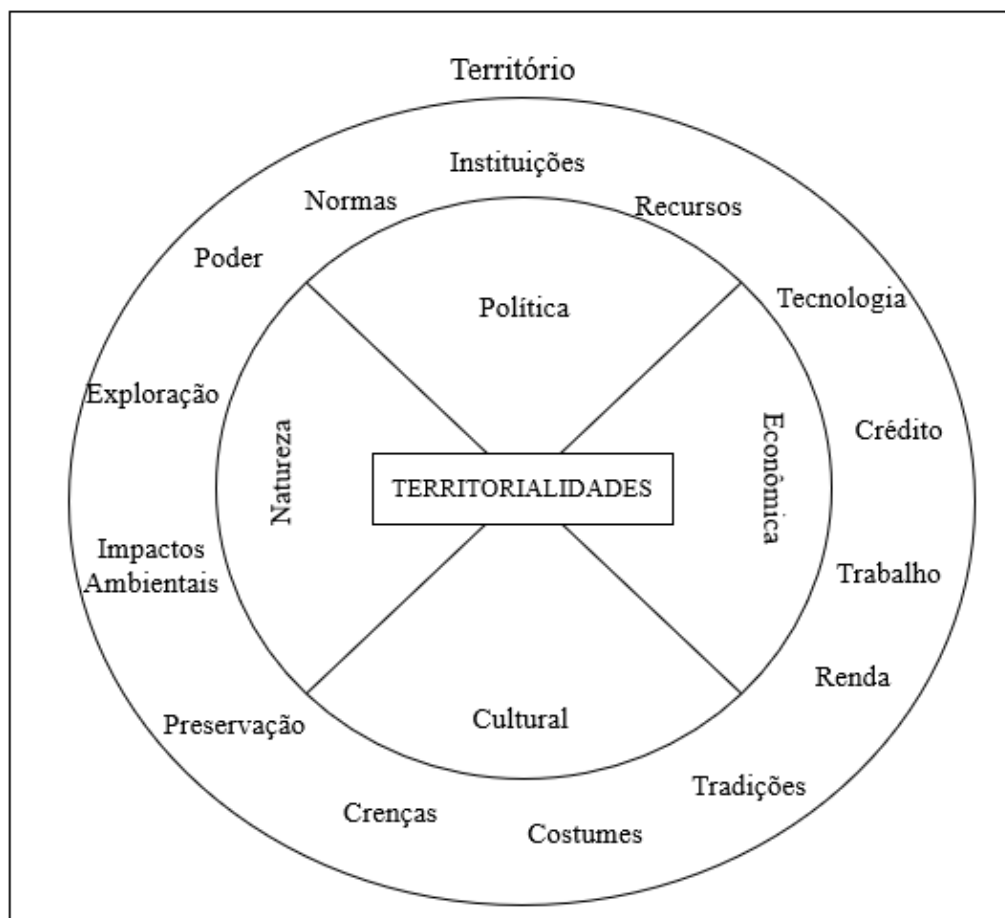 Território
Instituições
Normas
Recursos
Poder
Tecnologia
Política
Exploração
Crédito
Natureza
Econômica
TERRITORIALIDADES
Impactos
Ambientais
Trabalho
Renda
Preservação
Cultural
Tradições
Crenças
Costumes